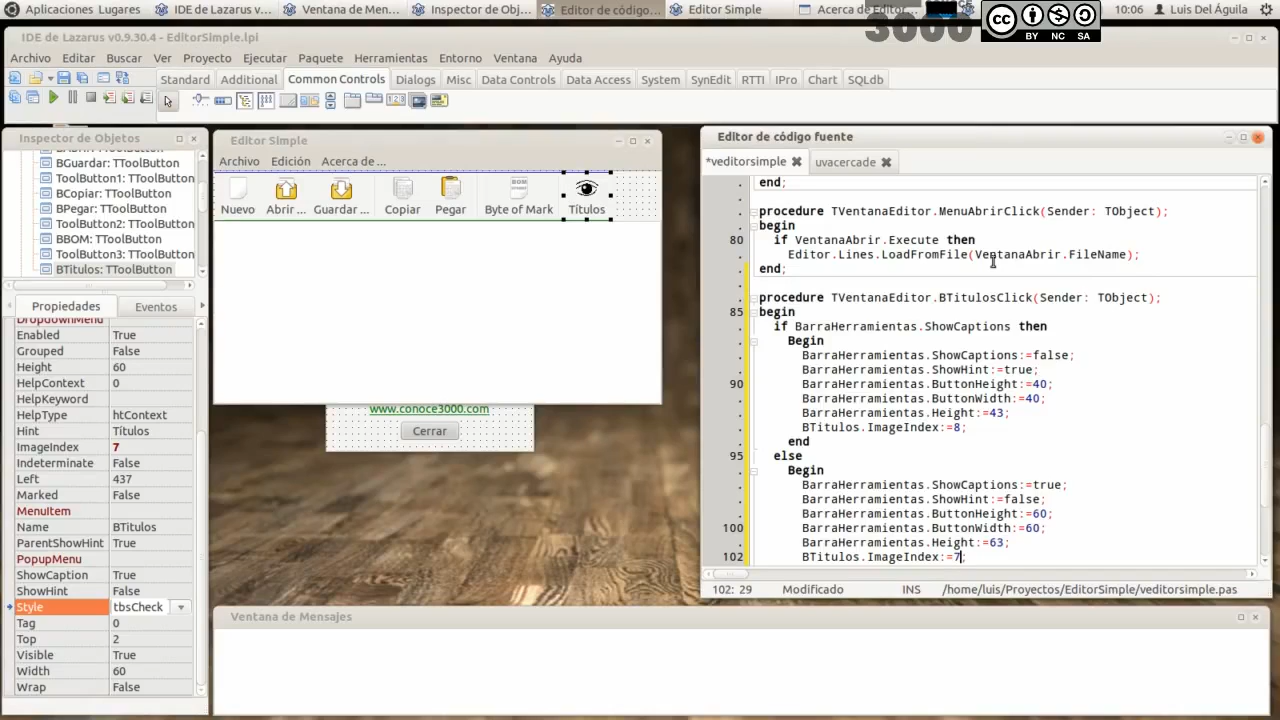 Aplicaciones Lugares
IDE de Lazarus v...
Ventana de Men...
Inspector de Obj...
Editor de código...
Editor Simple
Acerca de
Editor...
10:06
Luis Del Águila
3000
cc
BY NC SA
IDE de Lazarus v0.9.30.4 - EditorSimple.lpi
Archivo Editar Buscar Ver Proyecto Ejecutar Paquete Herramientas Entorno Ventana Ayuda
Standard Additional Common Controls Dialogs Misc Data Controls Data Access System SynEdit RTTI IPro Chart SQLdb
Inspector de Objetos
BGuardar: TToolButton
ToolButton1: TToolButton
BCopiar: TToolButton
BPegar: TToolButton
ToolButton2: TToolButton
BBOM: TToolButton
ToolButton3: TToolButton
BTitulos: TToolButton
Propiedades Eventos
DropdownMenu
Enabled True
Grouped False
Height 60
HelpContext 0
HelpKeyword
HelpType htContext
Hint Títulos
ImageIndex 7
Indeterminate False
Left 437
Marked False
MenuItem
Name BTitulos
ParentShowHint True
PopupMenu
ShowCaption True
ShowHint False
Style tbsCheck
Tag 0
Top 2
Visible True
Width 60
Wrap False
Editor Simple
Archivo Edición Acerca de ...
BOM
Nuevo Abrir ... Guardar ... Copiar Pegar Byte of Mark Títulos
www.conoce3000.com
Cerrar
Editor de código fuente
*veditorsimple uvacercade
end;
procedure TVentanaEditor.MenuAbrirClick(Sender: TObject);
begin
80 if VentanaAbrir.Execute then
Editor.Lines.LoadFromFile(VentanaAbrir.FileName);
end;
procedure TVentanaEditor.BTitulosClick(Sender: TObject);
85 begin
if BarraHerramientas.ShowCaptions then
Begin
BarraHerramientas.ShowCaptions:=false;
BarraHerramientas.ShowHint:=true;
90 BarraHerramientas.ButtonHeight:=40;
BarraHerramientas.ButtonWidth:=40;
BarraHerramientas.Height:=43;
BTitulos.ImageIndex:=8;
end
95 else
Begin
BarraHerramientas.ShowCaptions:=true;
BarraHerramientas.ShowHint:=false;
BarraHerramientas.ButtonHeight:=60;
100 BarraHerramientas.ButtonWidth:=60;
BarraHerramientas.Height:=63;
102 BTitulos.ImageIndex:=7;
102: 29 Modificado INS /home/luis/Proyectos/EditorSimple/veditorsimple.pas
Ventana de Mensajes